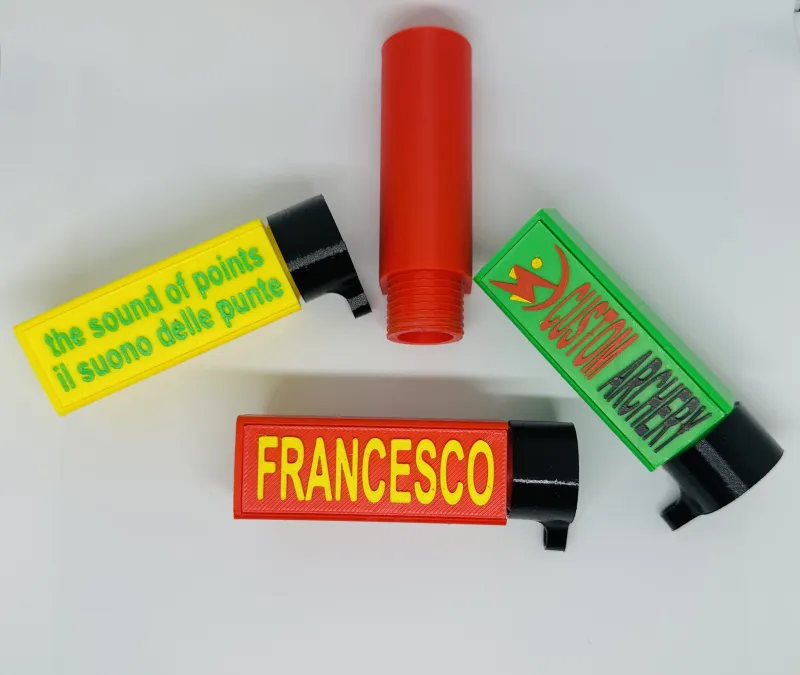 the sound of points
il suono delle punte
CUSTOM ARCHERY
FRANCESCO